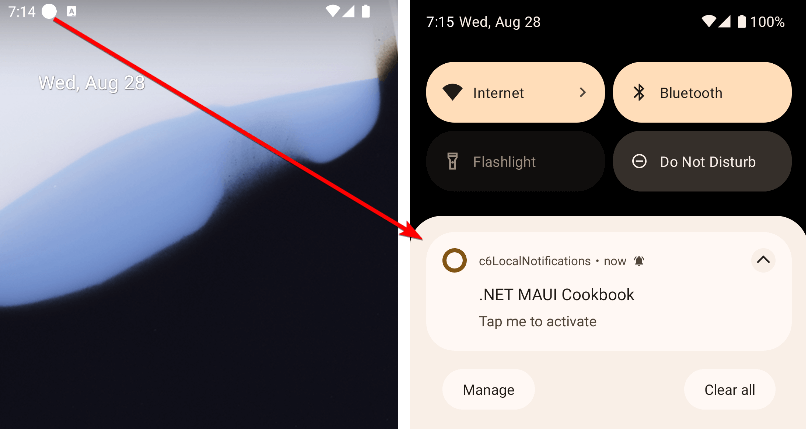 7:14
Wed, Aug 28
7:15 Wed, Aug 28 100%
Internet
Bluetooth
Flashlight
Do Not Disturb
c6LocalNotifications • now
.NET MAUI Cookbook
Tap me to activate
Manage
Clear all